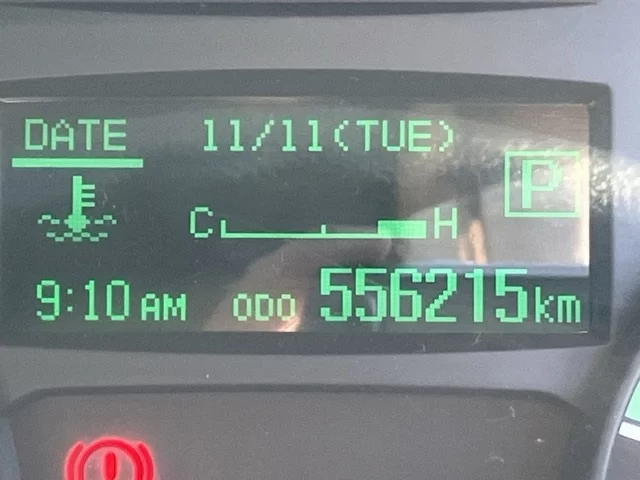 DATE 11/11(TUE)
P
C H
9:10 AM ODO 556215km
!